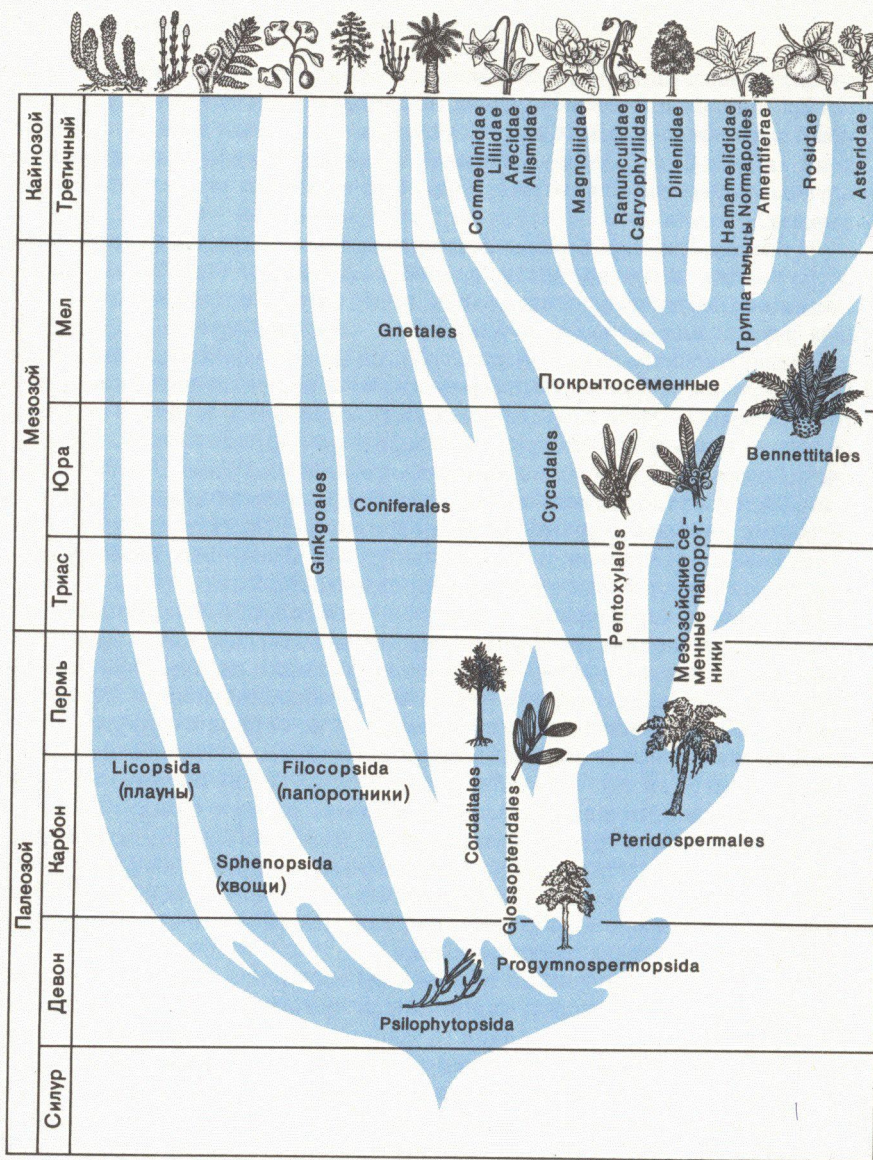 Кайнозой
Третичный
Commelinidae
Liliidae
Arecidae
Alismidae
Magnoliidae
Ranunculidae
Caryophyllidae
Dilleniidae
Hamamelididae
Группа пыльцы Normapolles
Amentiferae
Rosidae
Asteridae
Мезозой
Мел
Gnetales
Покрытосеменные
Юра
Ginkgoales
Coniferales
Cycadales
Bennettitales
Триас
Pentoxylales
Мезозойские се-
менные папорот-
ники
Палеозой
Пермь
Карбон
Licopsida
(плауны)
Filocopsida
(папоротники)
Sphenopsida
(хвощи)
Cordaitales
Glossopteridales
Pteridospermales
Девон
Progymnospermopsida
Psilophytopsida
Силур